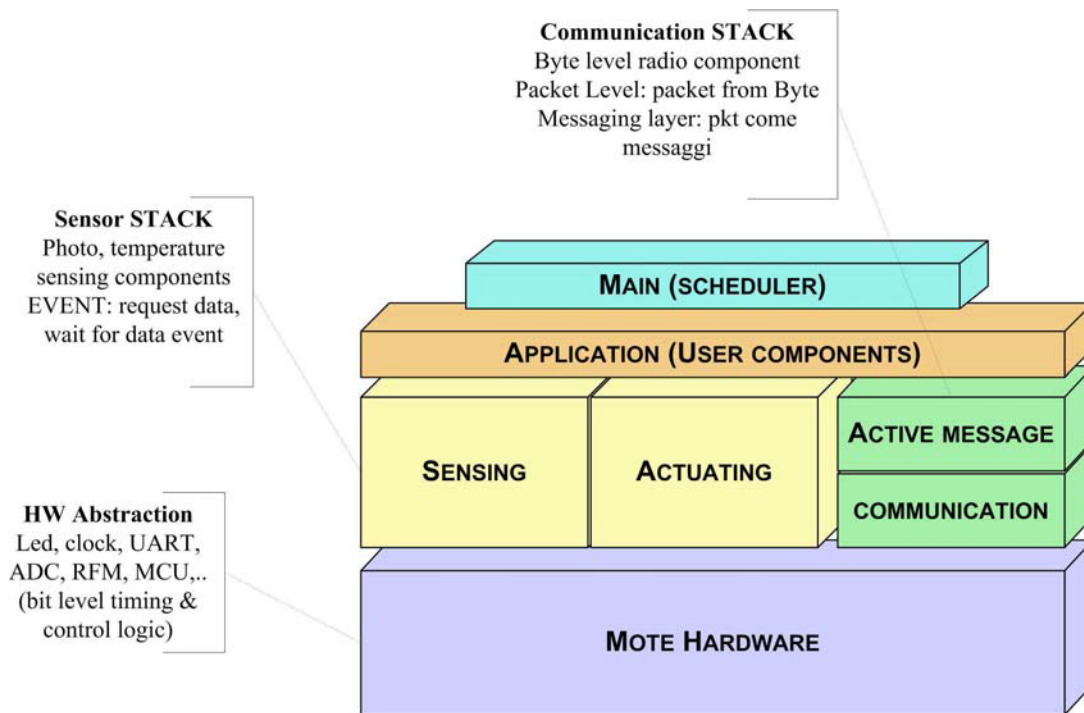 Communication STACK
Byte level radio component
Packet Level: packet from Byte
Messaging layer: pkt come
messaggi
Sensor STACK
Photo, temperature
sensing components
EVENT: request data,
wait for data event
HW Abstraction
Led, clock, UART,
ADC, RFM, MCU,..
(bit level timing &
control logic)
MAIN (SCHEDULER)
APPLICATION (USER COMPONENTS)
SENSING
ACTUATING
ACTIVE MESSAGE
COMMUNICATION
MOTE HARDWARE